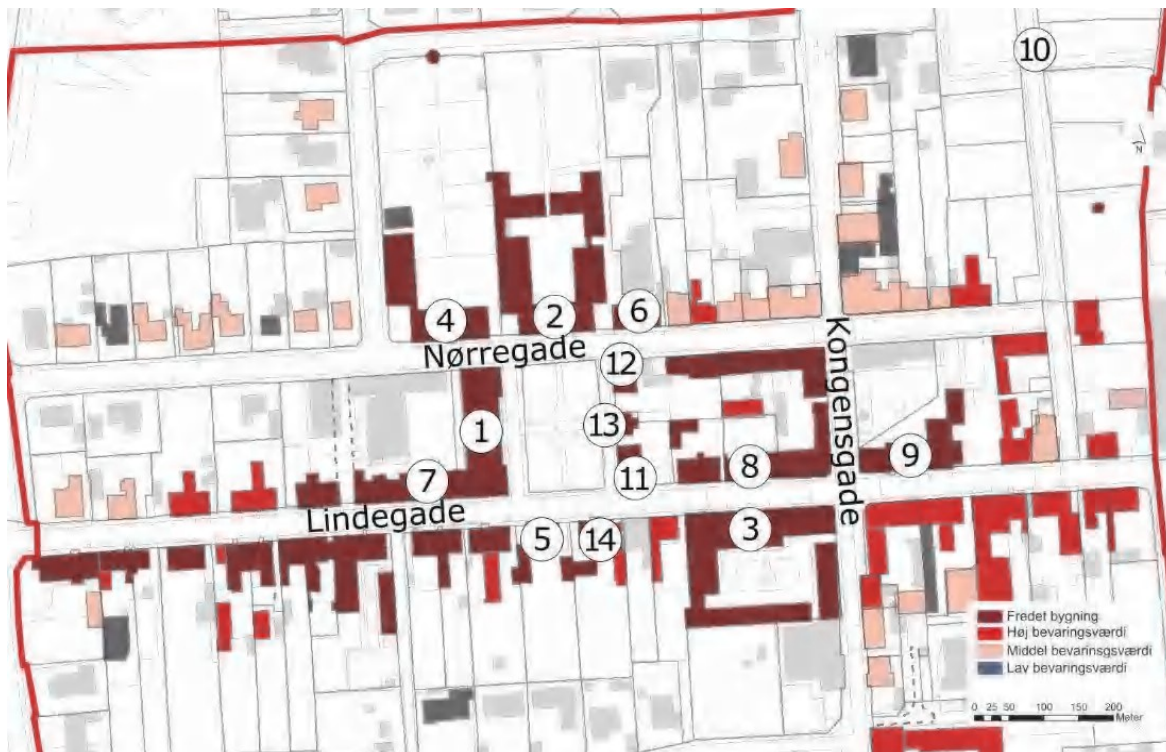 10
4
2
6
Nørregade
12
Kongensgade
1
13
7
11
8
9
Lindegade
5
14
3
N
Fredet bygning
Høj bevaringsværdi
Middel bevaringsværdi
Lav bevaringsværdi
0 25 50 100 150 200
Meter